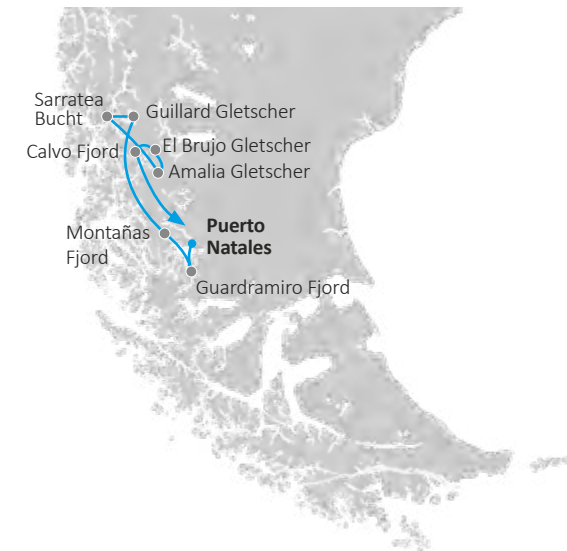 Sarratea
Bucht
Guillard Gletscher
El Brujo Gletscher
Calvo Fjord
Amalia Gletscher
Puerto
Natales
Montañas
Fjord
Guardramiro Fjord